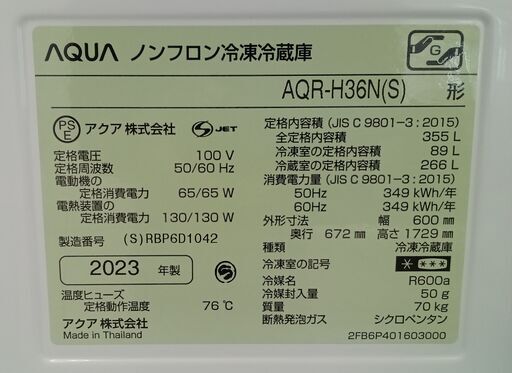 AQUA ノンフロン冷凍冷蔵庫
G
AQR-H36N(S) 形
PS E アクア株式会社 S JET
定格電圧 100 V
定格周波数 50/60 Hz
電動機の
定格消費電力 65/65 W
電熱装置の
定格消費電力 130/130 W
製造番号 (S)RBP6D1042
2023 年製
温度ヒューズ
定格動作温度 76℃
アクア株式会社
Made in Thailand
定格内容積 (JIS C 9801-3:2015)
全定格内容積 355 L
冷凍室の定格内容積 89 L
冷蔵室の定格内容積 266 L
消費電力量 (JIS C 9801-3:2015)
50Hz 349 kWh/年
60Hz 349 kWh/年
外形寸法 幅 600 mm
奥行 672 mm 高さ 1729 mm
種類 冷凍冷蔵庫
冷凍室の記号 * ***
冷媒名 R600a
冷媒封入量 50 g
質量 70 kg
断熱発泡ガス シクロペンタン
2FB6P401603000